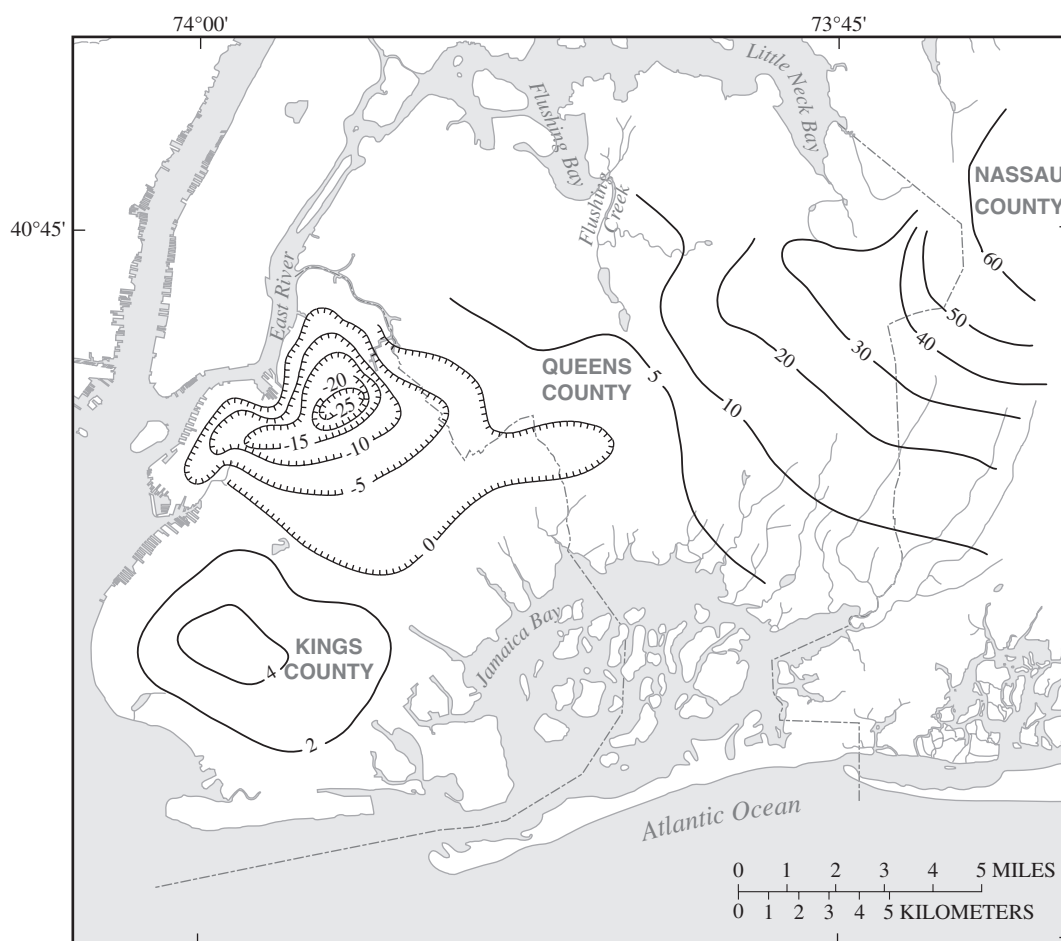 74°00' 73°45'
Little Neck Bay
Flushing Bay
NASSAU
COUNTY
40°45'
Flushing
Creek
East River
60
50
40
30
20
10
5
QUEENS
COUNTY
-20
-25
-15
-10
-5
0
Jamaica Bay
KINGS
COUNTY
4
2
Atlantic Ocean
0 1 2 3 4 5 MILES
0 1 2 3 4 5 KILOMETERS